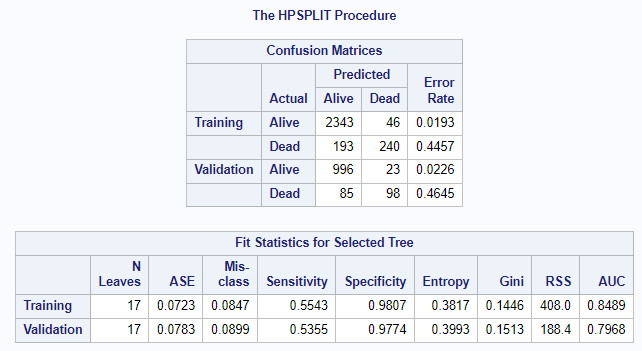 The HPSPLIT Procedure
Confusion Matrices
Predicted
Error
Rate
Actual Alive Dead
Training Alive 2343 46 0.0193
Dead 193 240 0.4457
Validation Alive 996 23 0.0226
Dead 85 98 0.4645
Fit Statistics for Selected Tree
N Mis-
Leaves ASE class Sensitivity Specificity Entropy Gini RSS AUC
Training 17 0.0723 0.0847 0.5543 0.9807 0.3817 0.1446 408.0 0.8489
Validation 17 0.0783 0.0899 0.5355 0.9774 0.3993 0.1513 188.4 0.7968